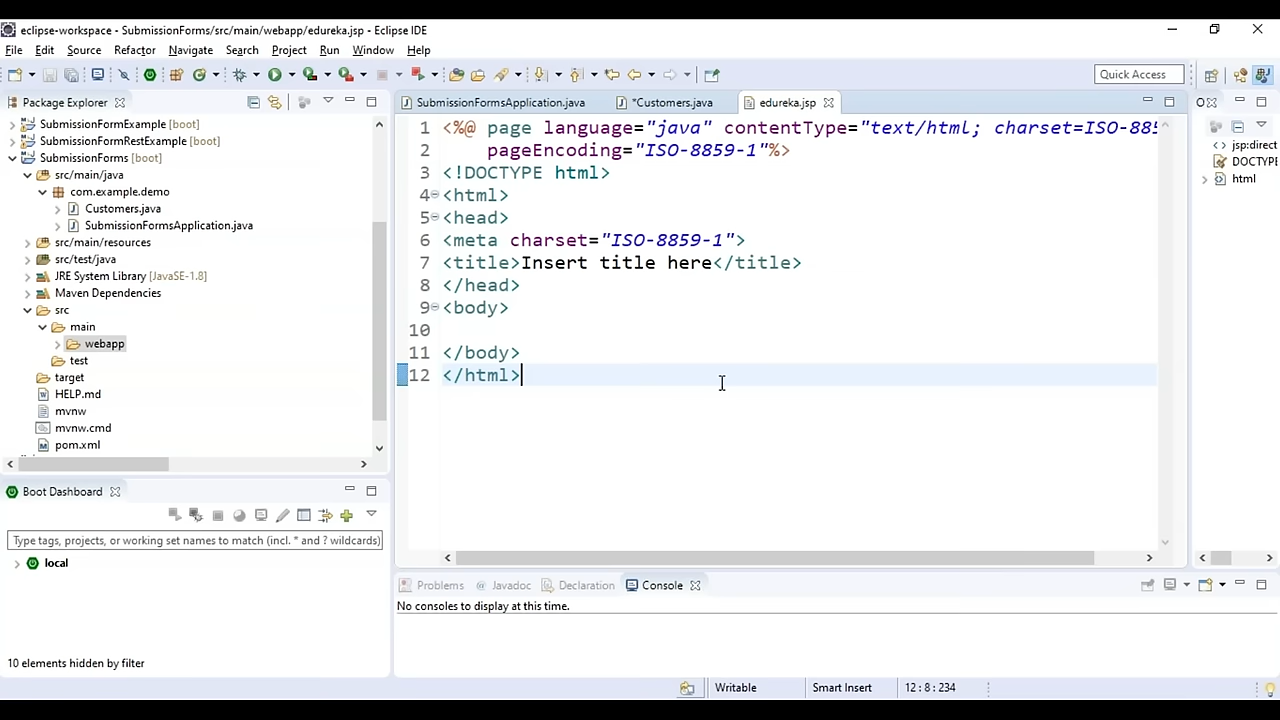 eclipse-workspace - SubmissionForms/src/main/webapp/edureka.jsp - Eclipse IDE
File Edit Source Refactor Navigate Search Project Run Window Help
Quick Access
Package Explorer
SubmissionFormExample [boot]
SubmissionFormRestExample [boot]
SubmissionForms [boot]
src/main/java
com.example.demo
Customers.java
SubmissionFormsApplication.java
src/main/resources
src/test/java
JRE System Library [JavaSE-1.8]
Maven Dependencies
src
main
webapp
test
target
HELP.md
mvnw
mvnw.cmd
pom.xml
Boot Dashboard
Type tags, projects, or working set names to match (incl. * and ? wildcards)
local
10 elements hidden by filter
SubmissionFormsApplication.java *Customers.java edureka.jsp
1 <%@ page language="java" contentType="text/html; charset=ISO-885
2 pageEncoding="ISO-8859-1"%>
3 <!DOCTYPE html>
4 <html>
5 <head>
6 <meta charset="ISO-8859-1">
7 <title>Insert title here</title>
8 </head>
9 <body>
10
11 </body>
12 </html>
Problems @ Javadoc Declaration Console
No consoles to display at this time.
O
jsp:direct
DOCTYPE
html
Writable Smart Insert 12 : 8 : 234